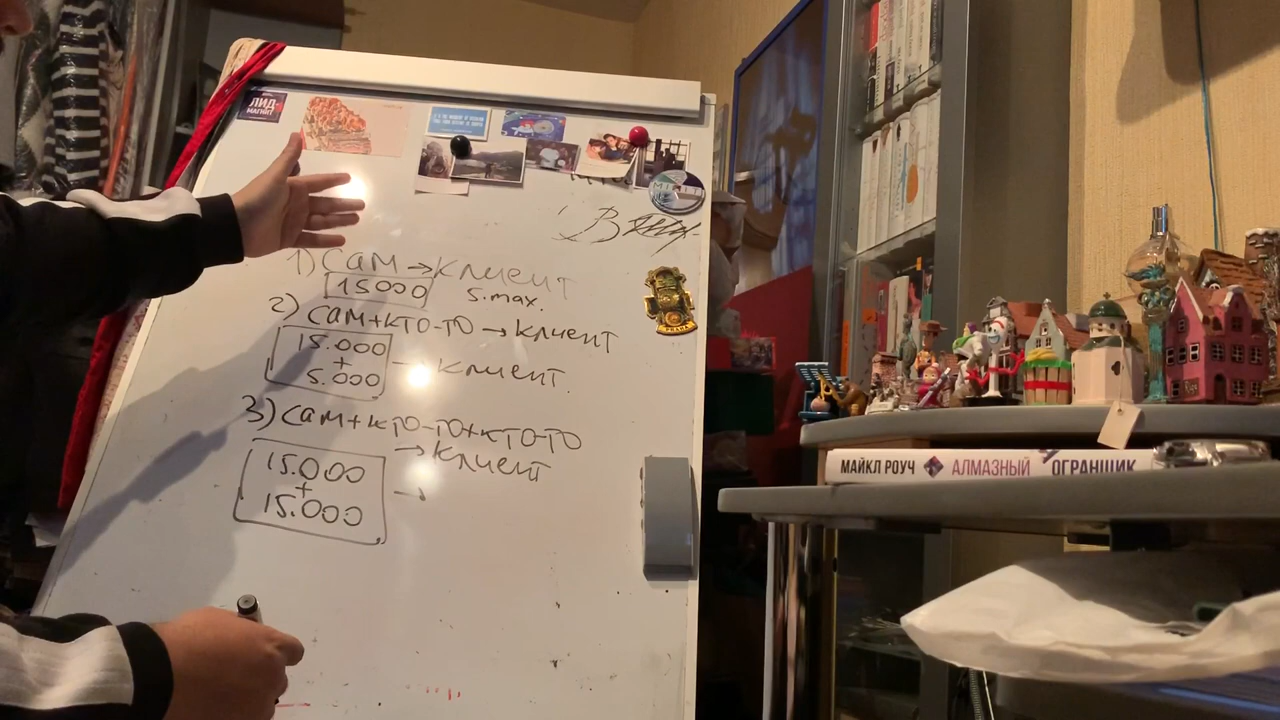 ЛИД-
МАГНИТ
1) Сам → клиент
15000
5.max.
2) Сам+кто-то → клиент
15.000
+
5.000
→ клиент
3) Сам+кто-то+кто-то
→ клиент
15.000
+
15.000
→
МАЙКЛ РОУЧ АЛМАЗНЫЙ ОГРАНЩИК